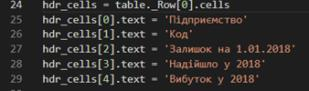 24 hdr_cells = table._Row[0].cells
25 hdr_cells[0].text = 'Підприємство'
26 hdr_cells[1].text = 'Код'
27 hdr_cells[2].text = 'Залишок на 1.01.2018'
28 hdr_cells[3].text = 'Надійшло у 2018'
29 hdr_cells[4].text = 'Вибуток у 2018'